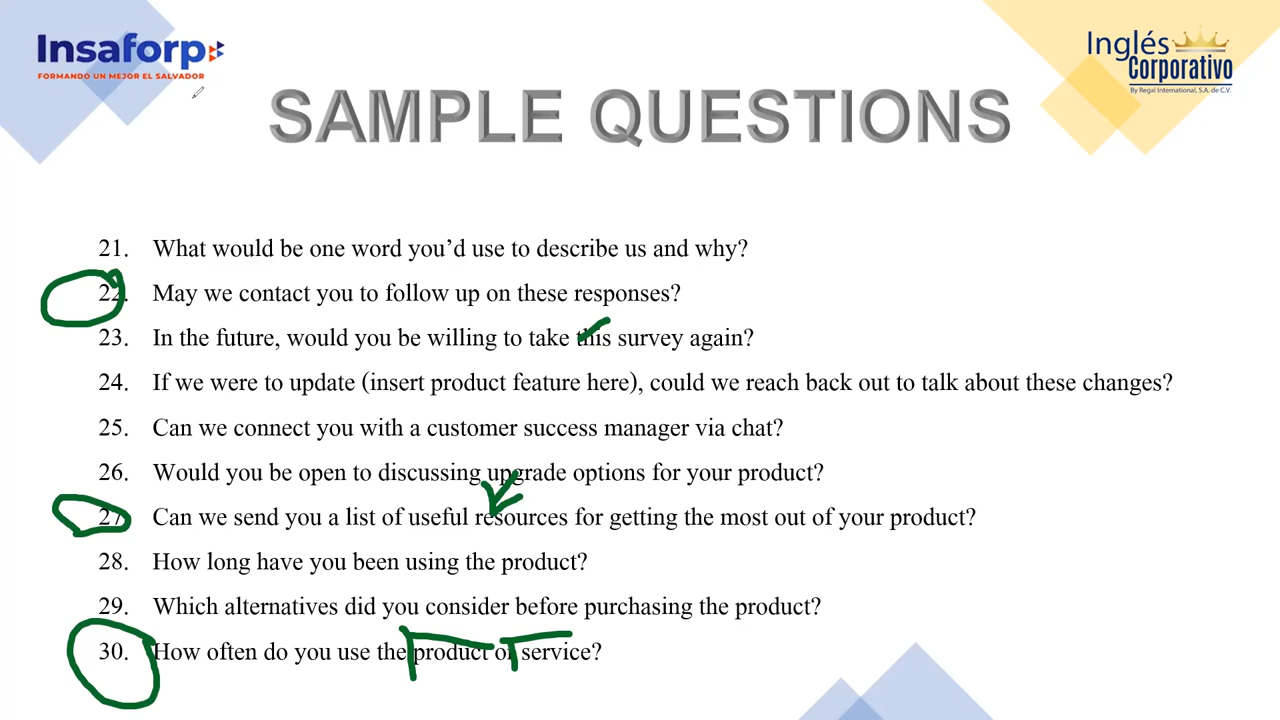 Insaforp
FORMANDO UN MEJOR EL SALVADOR
Inglés
Corporativo
By Regal International, S.A. de C.V.
SAMPLE QUESTIONS
21. What would be one word you’d use to describe us and why?
22. May we contact you to follow up on these responses?
23. In the future, would you be willing to take this survey again?
24. If we were to update (insert product feature here), could we reach back out to talk about these changes?
25. Can we connect you with a customer success manager via chat?
26. Would you be open to discussing upgrade options for your product?
27. Can we send you a list of useful resources for getting the most out of your product?
28. How long have you been using the product?
29. Which alternatives did you consider before purchasing the product?
30. How often do you use the product or service?